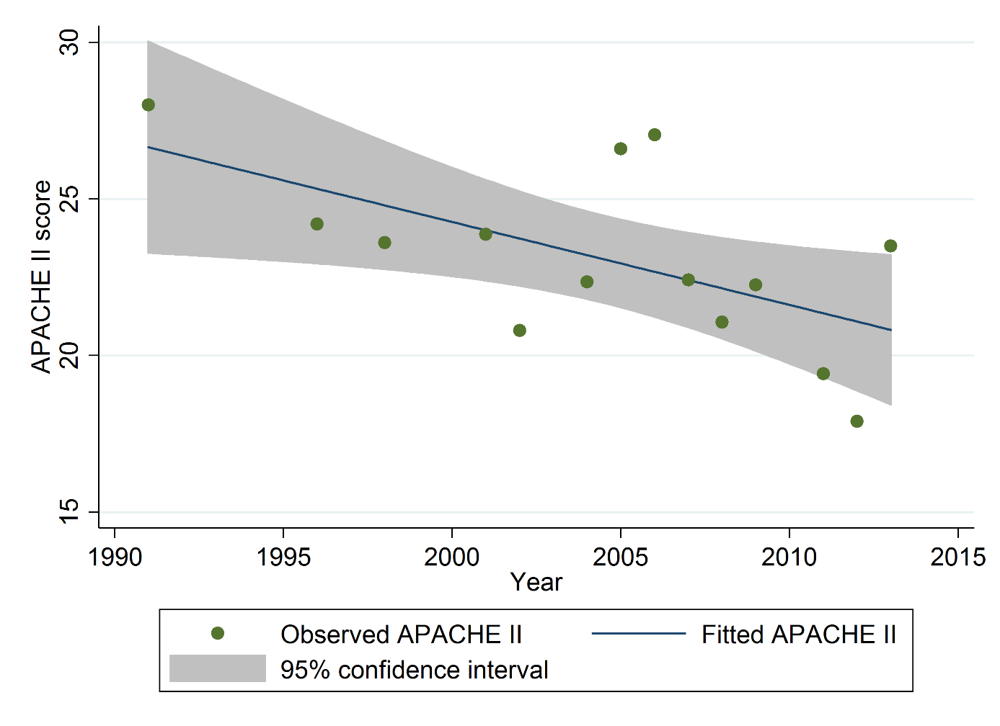 30
25
20
15
APACHE II score
1990 1995 2000 2005 2010 2015
Year
Observed APACHE II Fitted APACHE II
95% confidence interval